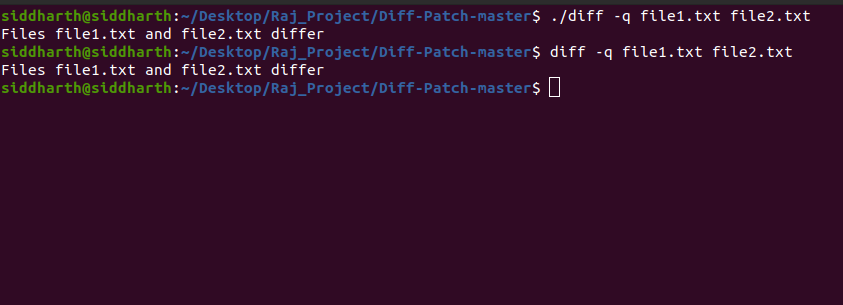 siddharth@siddharth:~/Desktop/Raj_Project/Diff-Patch-master$ ./diff -q file1.txt file2.txt
Files file1.txt and file2.txt differ
siddharth@siddharth:~/Desktop/Raj_Project/Diff-Patch-master$ diff -q file1.txt file2.txt
Files file1.txt and file2.txt differ
siddharth@siddharth:~/Desktop/Raj_Project/Diff-Patch-master$